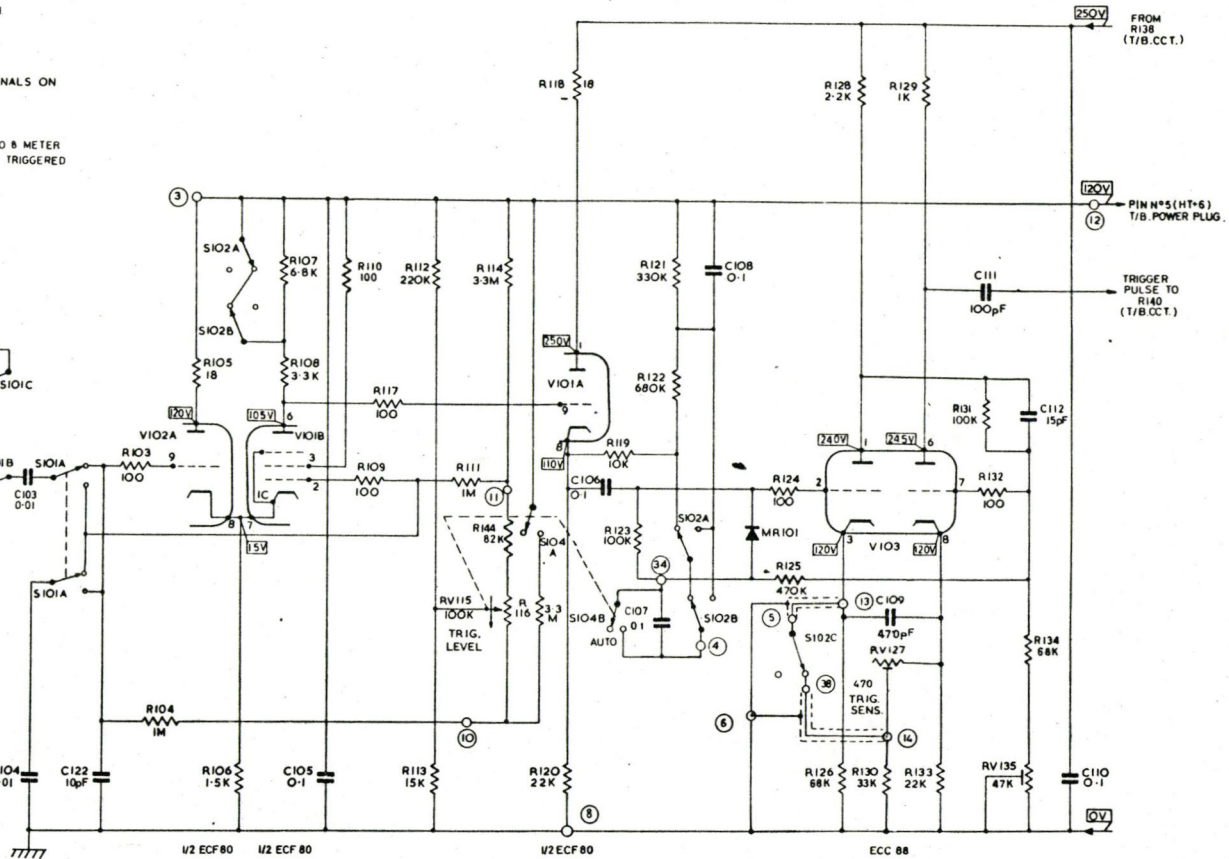 250V
FROM
R138
(T/B.CCT.)
NALS ON
R118
18
R128
2·2K
R129
1K
O 8 METER
TRIGGERED
3
120V
12
PIN Nº5 (HT+6)
T/B. POWER PLUG.
S102A
R107
6·8K
R110
100
R112
220K
R114
3·3M
R121
330K
C108
0·1
C111
100pF
TRIGGER
PULSE TO
R140
(T/B.CCT.)
S102B
R105
18
R108
3·3K
250V
1
V101A
S101C
R117
100
R122
680K
R131
100K
C112
15pF
120V
105V
6
9
V102A
V101B
240V
1
245V
6
8
110V
R119
10K
1B
S101A
R103
100
9
3
2
R109
100
R111
1M
C106
0·1
R124
100
2
7
R132
100
C103
0·01
1C
11
8
7
15V
R144
82K
S104
A
R123
100K
S102A
MR101
3
8
V103
120V
120V
34
R125
470K
S101A
RV115
100K
TRIG.
LEVEL
R
116
3·3
M
S104B
AUTO
C107
0·1
S102B
4
5
S102C
13
C109
470pF
RV127
R134
68K
38
470
TRIG.
SENS.
R104
1M
10
6
14
104
01
C122
10pF
R106
1·5K
C105
0·1
R113
15K
R120
22K
R126
68K
R130
33K
R133
22K
RV135
47K
C110
0·1
8
0V
1/2 ECF 80
1/2 ECF 80
1/2 ECF 80
ECC 88